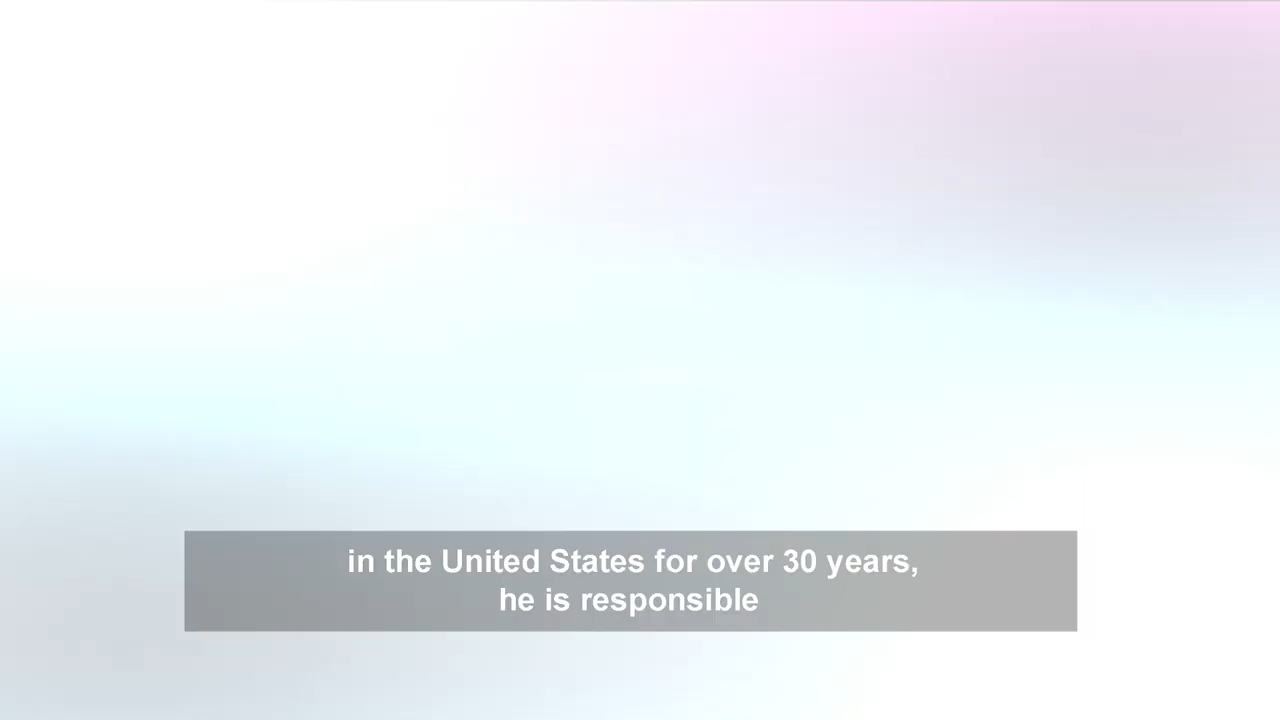 in the United States for over 30 years,
he is responsible